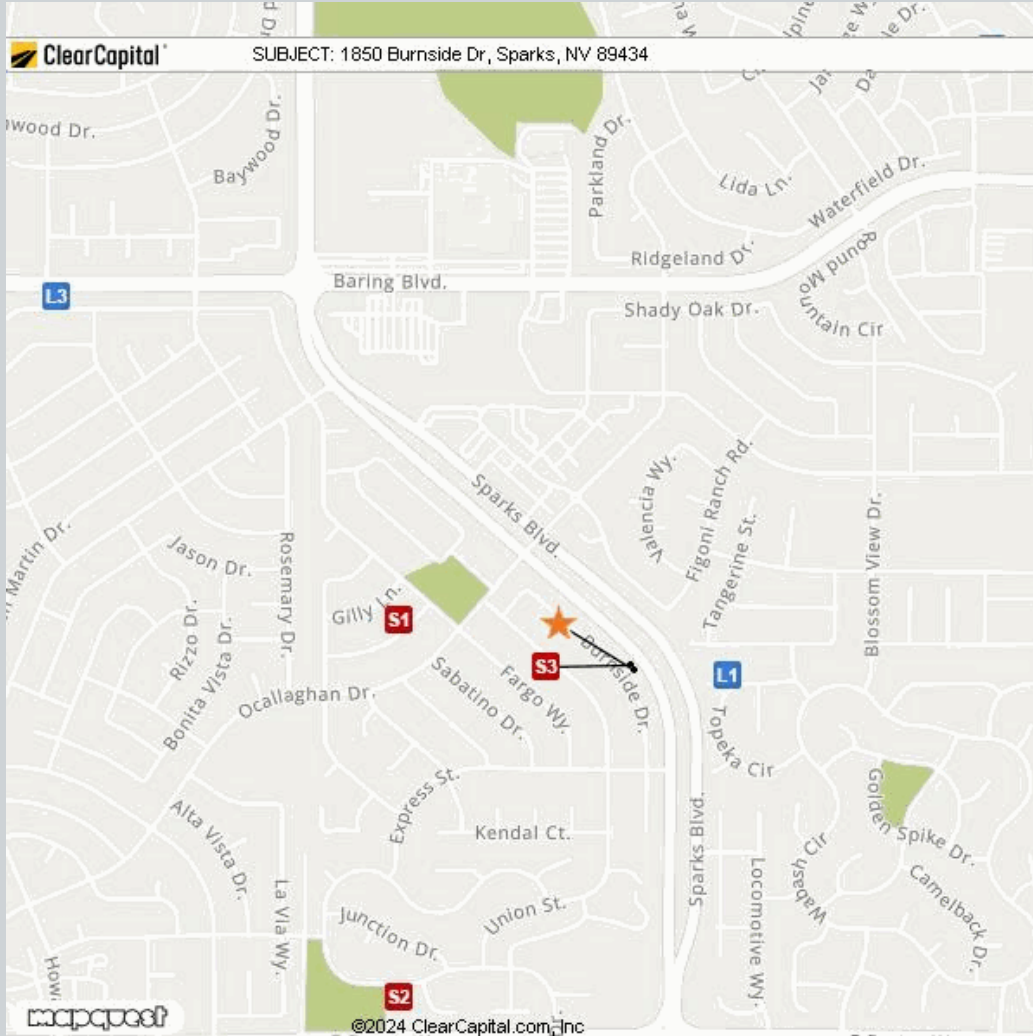 ClearCapital
SUBJECT: 1850 Burnside Dr, Sparks, NV 89434
wood Dr.
Baywood Dr.
Parkland Dr.
Lida Ln.
Waterfield Dr.
Ridgeland Dr.
Round Mo
untain Cir
Baring Blvd.
L3
Shady Oak Dr.
Sparks Blvd.
Valencia Wy.
Figoni Ranch Rd.
Tangerine St.
Blossom View Dr.
Martin Dr.
Jason Dr.
Rosemary Dr.
Gilly Ln.
S1
Rizzo Dr.
Bonita Vista Dr.
Burnside Dr.
S3
L1
Ocallaghan Dr.
Sabatino Dr.
Fargo Wy.
Topeka Cir
Express St.
Kendal Ct.
Golden Spike Dr.
Alta Vista Dr.
Sparks Blvd.
Locomotive Wy.
Wabash Cir
Camelback Dr.
La Via Wy.
Junction Dr.
Union St.
S2
mapquest
©2024 ClearCapital.com, Inc